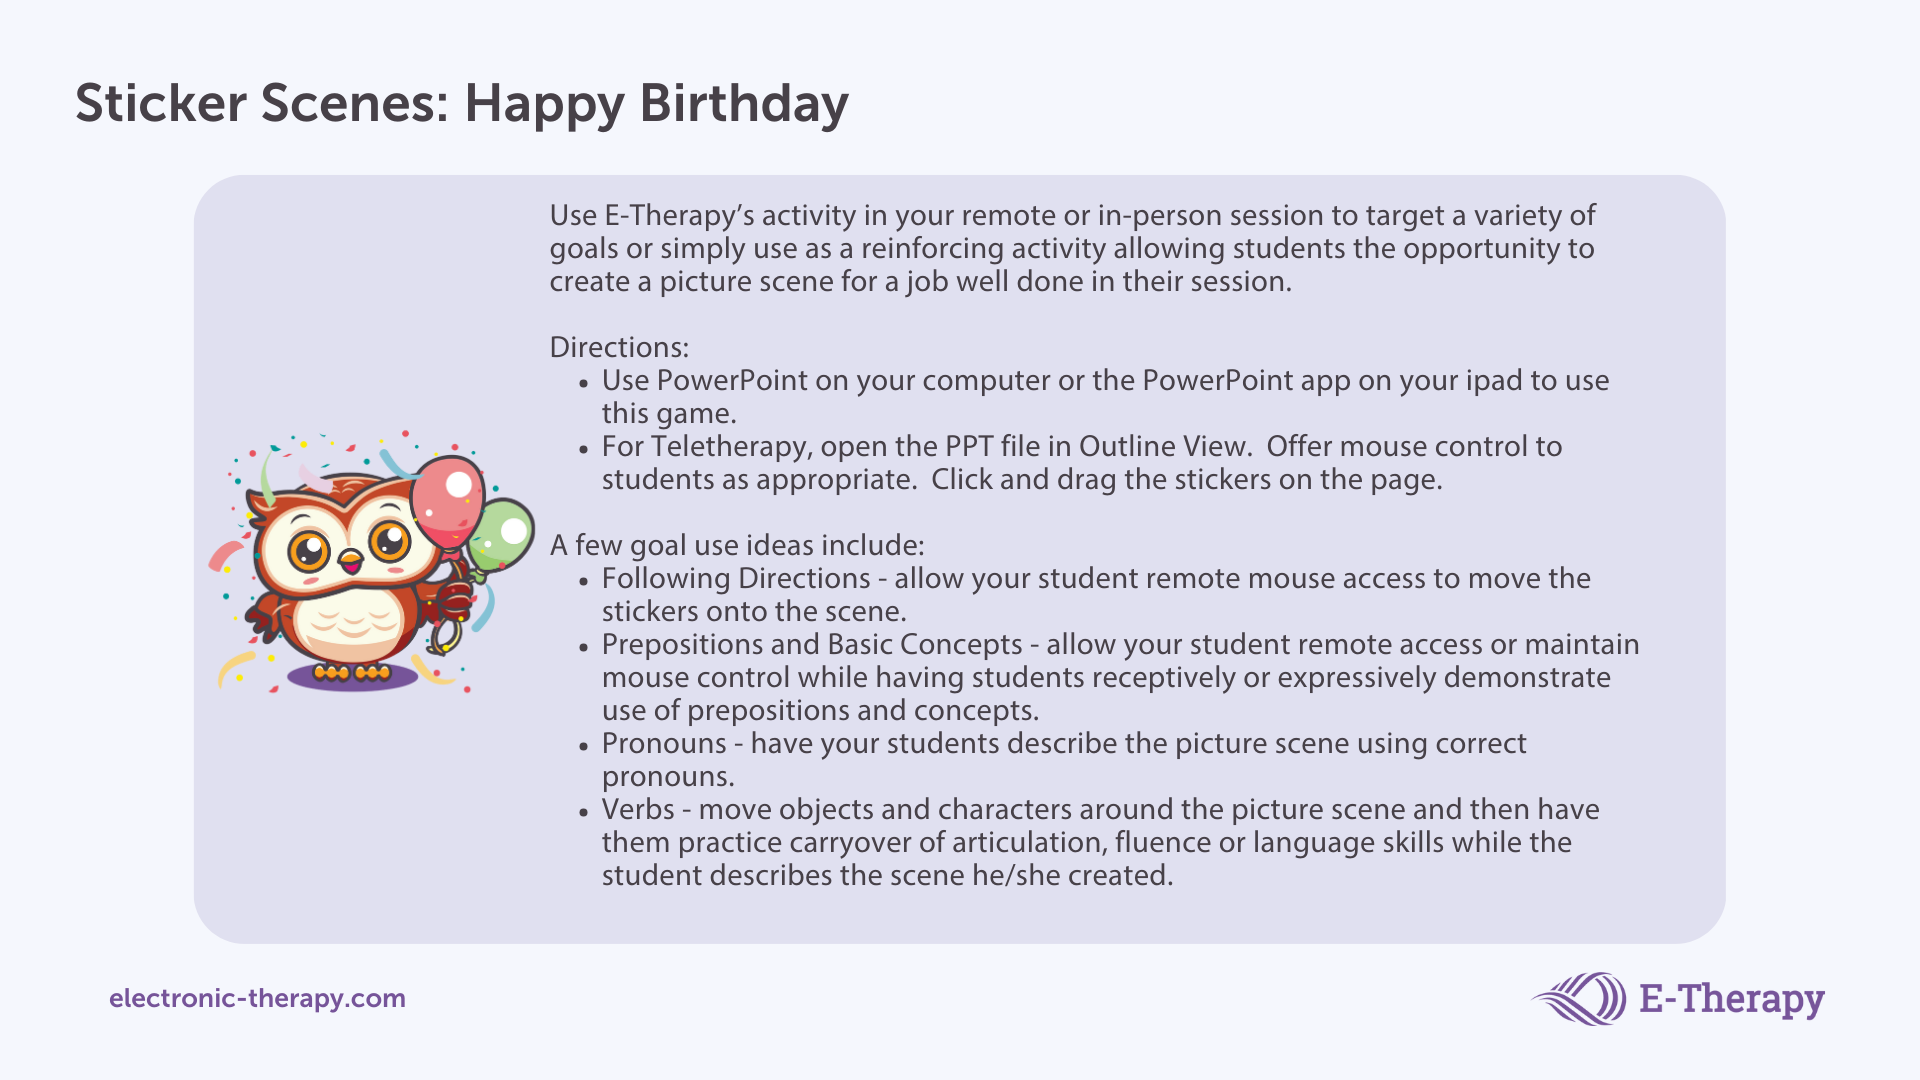 Sticker Scenes: Happy Birthday
Use E-Therapy’s activity in your remote or in-person session to target a variety of
goals or simply use as a reinforcing activity allowing students the opportunity to
create a picture scene for a job well done in their session.
Directions:
• Use PowerPoint on your computer or the PowerPoint app on your ipad to use
this game.
• For Teletherapy, open the PPT file in Outline View.  Offer mouse control to
students as appropriate.  Click and drag the stickers on the page.
A few goal use ideas include:
• Following Directions - allow your student remote mouse access to move the
stickers onto the scene.
• Prepositions and Basic Concepts - allow your student remote access or maintain
mouse control while having students receptively or expressively demonstrate
use of prepositions and concepts.
• Pronouns - have your students describe the picture scene using correct
pronouns.
• Verbs - move objects and characters around the picture scene and then have
them practice carryover of articulation, fluence or language skills while the
student describes the scene he/she created.
electronic-therapy.com
E-Therapy